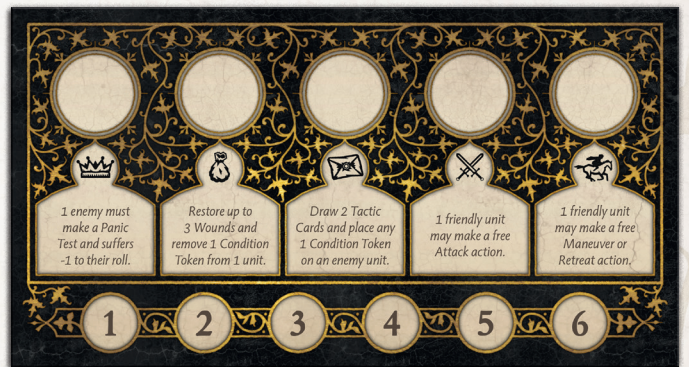 1 enemy must
make a Panic
Test and suffers
-1 to their roll.
Restore up to
3 Wounds and
remove 1 Condition
Token from 1 unit.
Draw 2 Tactic
Cards and place any
1 Condition Token
on an enemy unit.
1 friendly unit
may make a free
Attack action.
1 friendly unit
may make a free
Maneuver or
Retreat action.
1 2 3 4 5 6